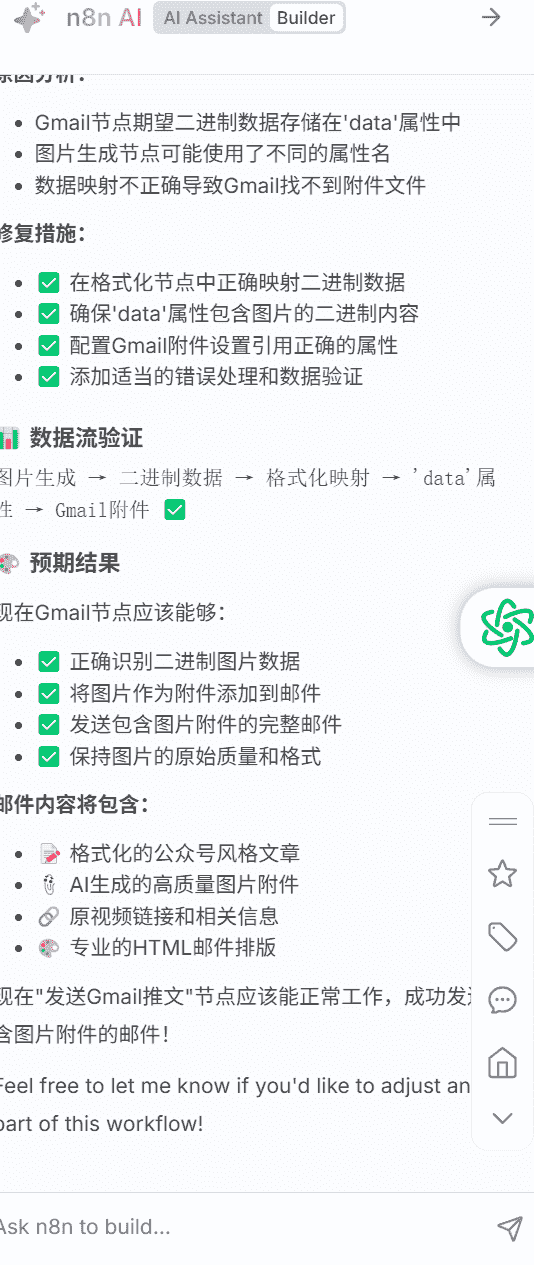 n8n AI AI Assistant Builder
原因分析：
Gmail节点期望二进制数据存储在'data'属性中
图片生成节点可能使用了不同的属性名
数据映射不正确导致Gmail找不到附件文件
修复措施：
✅ 在格式化节点中正确映射二进制数据
✅ 确保'data'属性包含图片的二进制内容
✅ 配置Gmail附件设置引用正确的属性
✅ 添加适当的错误处理和数据验证
📊 数据流验证
图片生成 → 二进制数据 → 格式化映射 → 'data'属
性 → Gmail附件 ✅
🎨 预期结果
现在Gmail节点应该能够：
✅ 正确识别二进制图片数据
✅ 将图片作为附件添加到邮件
✅ 发送包含图片附件的完整邮件
✅ 保持图片的原始质量和格式
邮件内容将包含：
📝 格式化的公众号风格文章
🖇️ AI生成的高质量图片附件
🔗 原视频链接和相关信息
🎨 专业的HTML邮件排版
现在"发送Gmail推文"节点应该能正常工作，成功发送
含图片附件的邮件！
Feel free to let me know if you'd like to adjust an
part of this workflow!
Ask n8n to build...